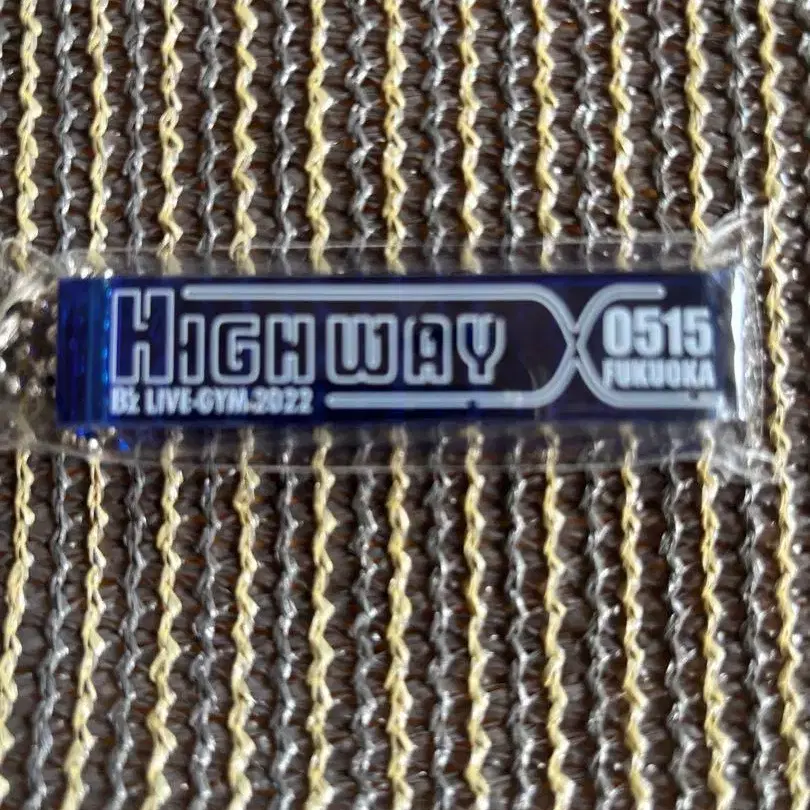 HIGHWAY X
B'z LIVE-GYM 2022
0515
FUKUOKA